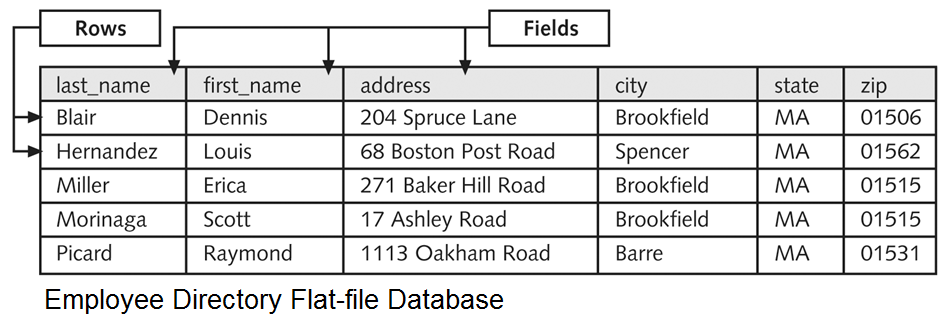 Rows Fields
last_name first_name address city state zip
Blair Dennis 204 Spruce Lane Brookfield MA 01506
Hernandez Louis 68 Boston Post Road Spencer MA 01562
Miller Erica 271 Baker Hill Road Brookfield MA 01515
Morinaga Scott 17 Ashley Road Brookfield MA 01515
Picard Raymond 1113 Oakham Road Barre MA 01531
Employee Directory Flat-file Database